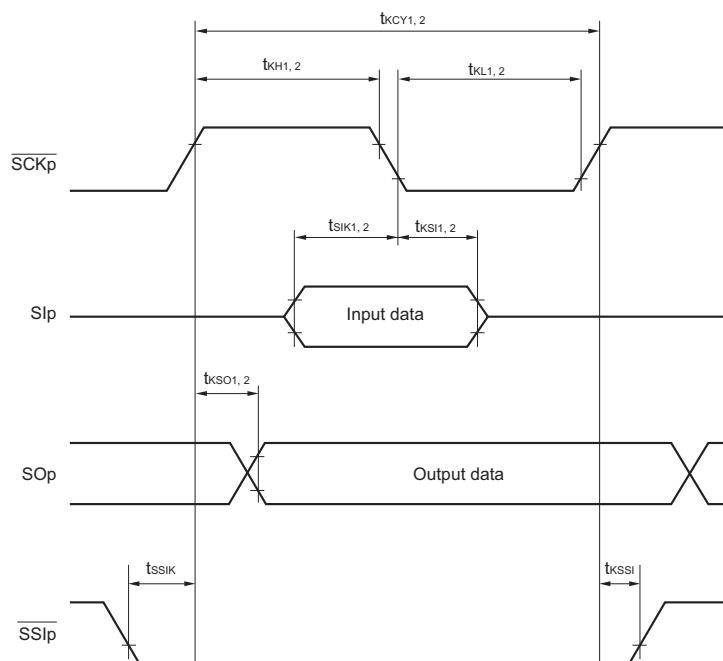 tKCY1, 2
tKH1, 2
tKL1, 2
SCKp
tSIK1, 2
tKSI1, 2
SIp
Input data
tKSO1, 2
SOp
Output data
tSSIK
tKSSI
SSIp